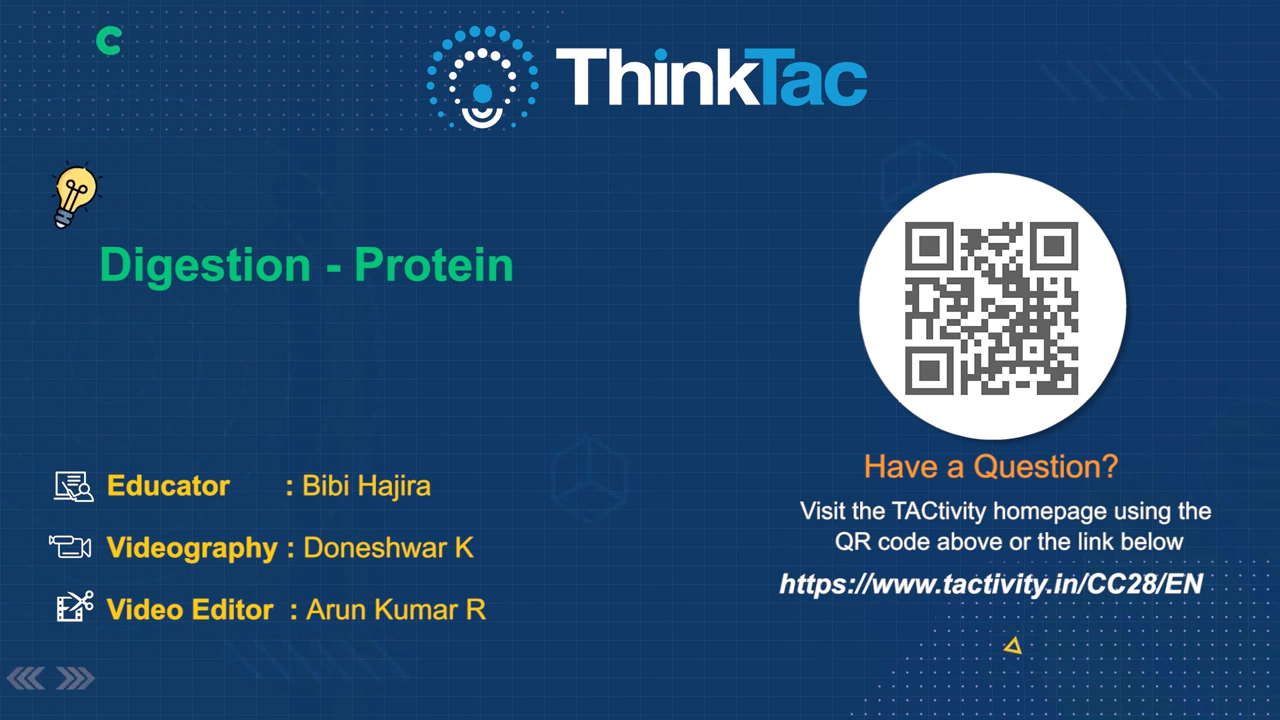 ThinkTac
Digestion - Protein
Educator : Bibi Hajira
Videography : Doneshwar K
Video Editor : Arun Kumar R
Have a Question?
Visit the TACtivity homepage using the
QR code above or the link below
https://www.tactivity.in/CC28/EN